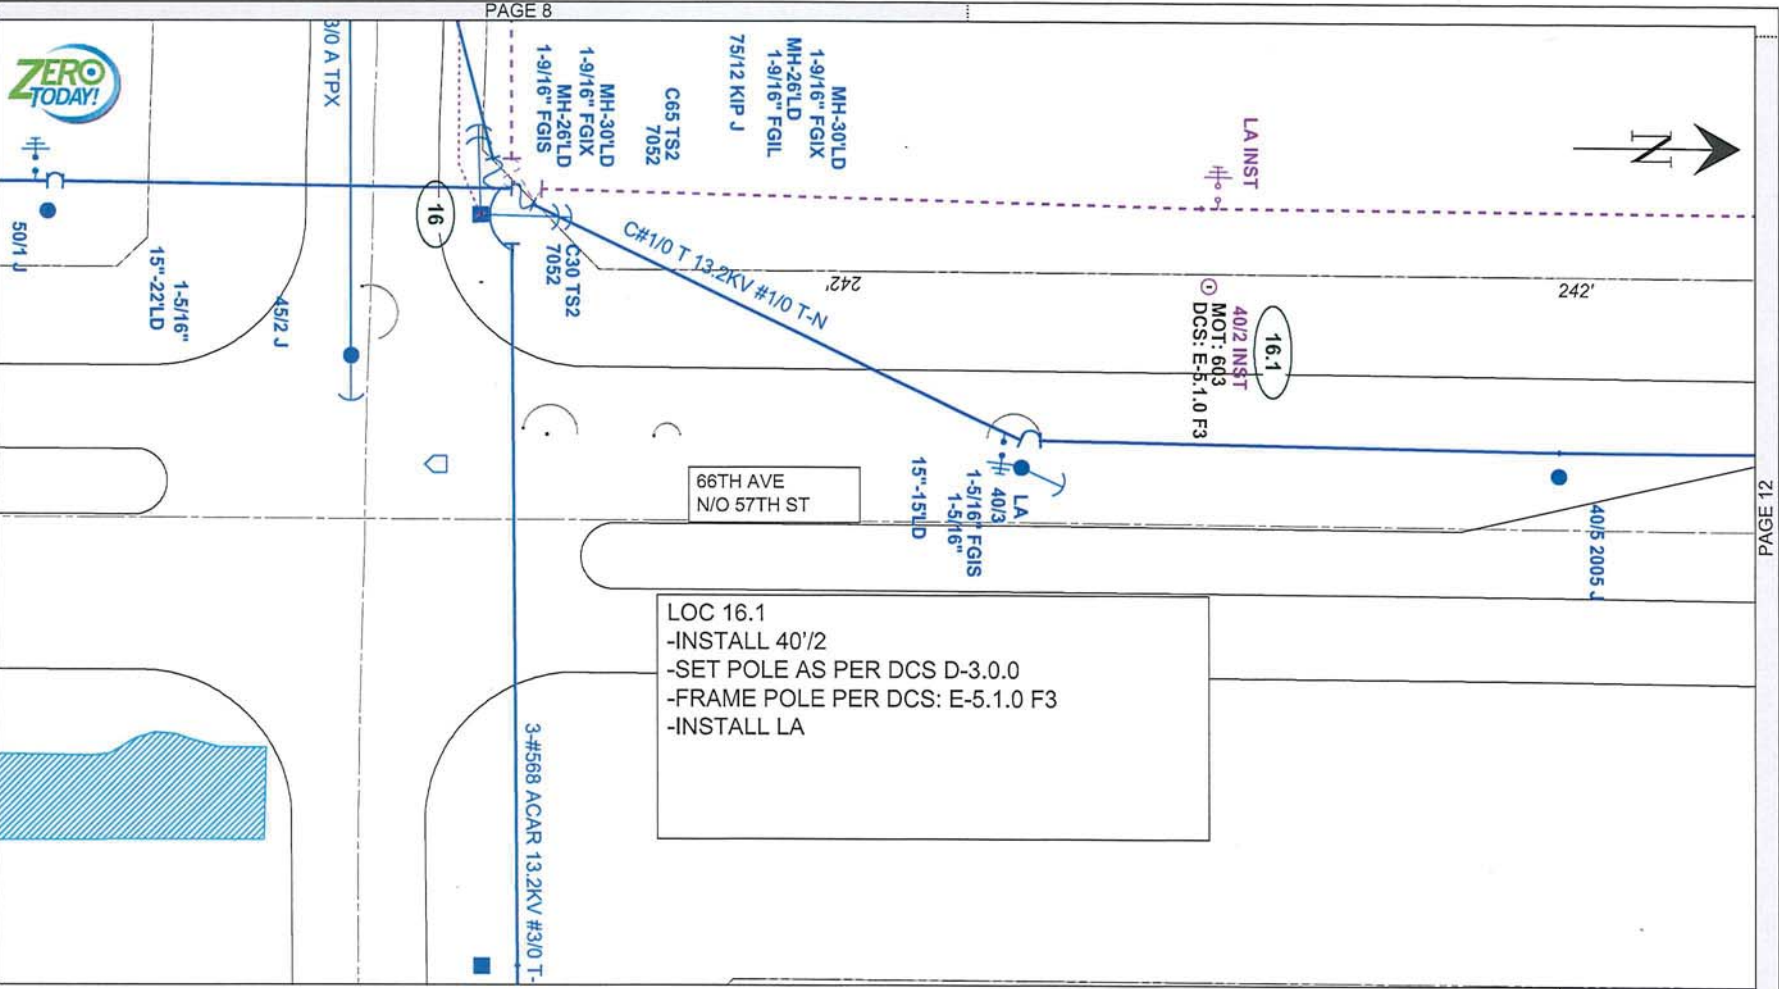 PAGE 8
ZERO
TODAY!
3/0 A TPX
MH-30'LD
1-9/16" FGIX
MH-26'LD
1-9/16" FGIS
C65 TS2
7052
MH-30'LD
1-9/16" FGIX
MH-26'LD
1-9/16" FGIL
75/12 KIP J
LA INST
N
16
50/1 J
1-5/16"
15"-22'LD
45/2 J
C30 TS2
7052
C#1/0 T 13.2KV #1/0 T-N
242'
242'
16.1
40/2 INST
MOT: 603
DCS: E-5.1.0 F3
66TH AVE
N/O 57TH ST
LA
40/3
1-5/16" FGIS
1-5/16"
15"-15'LD
40/5 2005 J
PAGE 12
LOC 16.1
-INSTALL 40'/2
-SET POLE AS PER DCS D-3.0.0
-FRAME POLE PER DCS: E-5.1.0 F3
-INSTALL LA
3-#568 ACAR 13.2KV #3/0 T-